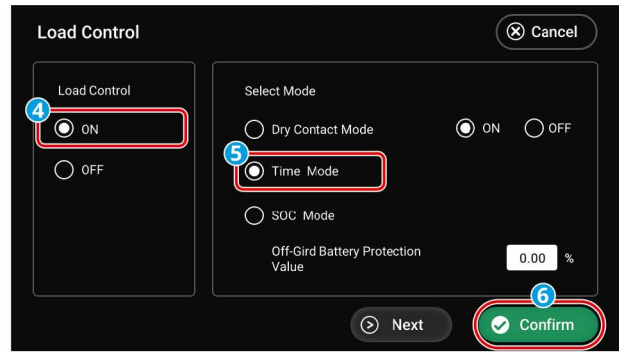 Load Control
Cancel
Load Control
4
ON
OFF
Select Mode
Dry Contact Mode
ON
OFF
5
Time Mode
SOC Mode
Off-Gird Battery Protection
Value
0.00 %
Next
6
Confirm